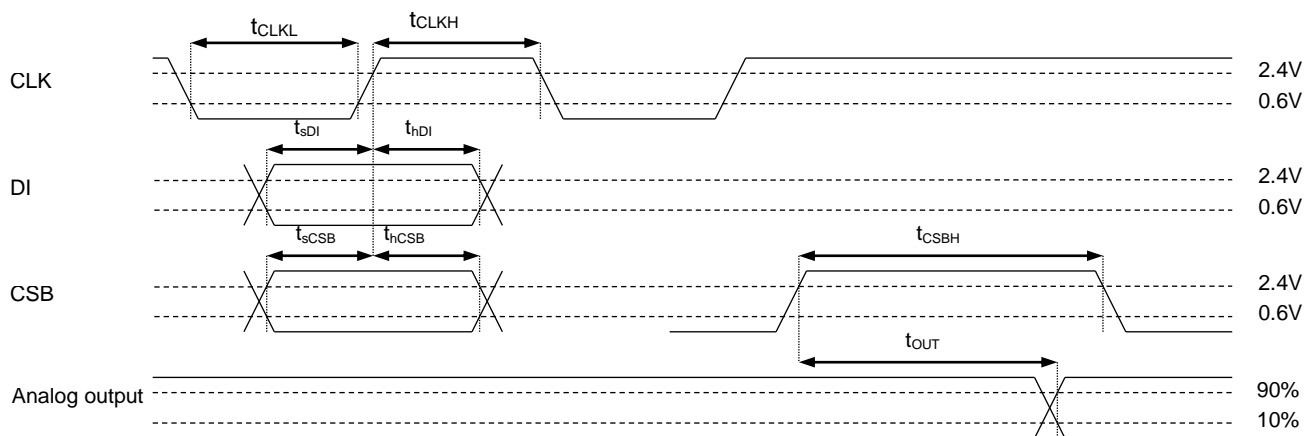 tCLKL
tCLKH
CLK
2.4V
0.6V
tsDI
thDI
DI
2.4V
0.6V
tsCSB
thCSB
tCSBH
CSB
2.4V
0.6V
tOUT
Analog output
90%
10%